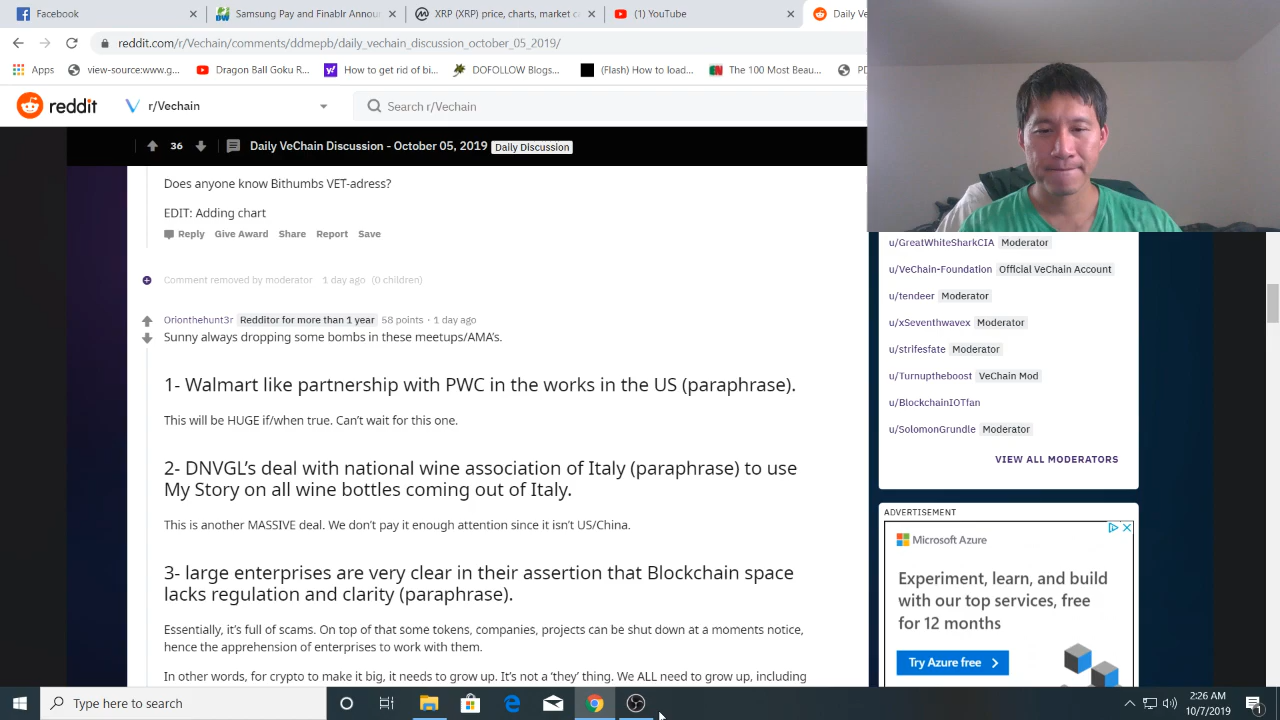 Facebook
Samsung Pay and Finablr Annou
XRP (XRP) price, charts, market c
(1) YouTube
Daily Ve
reddit.com/r/Vechain/comments/ddmepb/daily_vechain_discussion_october_05_2019/
Apps
view-source:www.g...
Dragon Ball Goku R...
How to get rid of bi...
DOFOLLOW Blogs...
(Flash) How to load...
The 100 Most Beau...
PD
reddit
r/Vechain
Search r/Vechain
36
Daily VeChain Discussion - October 05, 2019
Daily Discussion
Does anyone know Bithumbs VET-adress?
EDIT: Adding chart
Reply Give Award Share Report Save
Comment removed by moderator 1 day ago (0 children)
Orionthehunt3r Redditor for more than 1 year 58 points · 1 day ago
Sunny always dropping some bombs in these meetups/AMA's.
1- Walmart like partnership with PWC in the works in the US (paraphrase).
This will be HUGE if/when true. Can't wait for this one.
2- DNVGL's deal with national wine association of Italy (paraphrase) to use
My Story on all wine bottles coming out of Italy.
This is another MASSIVE deal. We don't pay it enough attention since it isn't US/China.
3- large enterprises are very clear in their assertion that Blockchain space
lacks regulation and clarity (paraphrase).
Essentially, it's full of scams. On top of that some tokens, companies, projects can be shut down at a moments notice,
hence the apprehension of enterprises to work with them.
In other words, for crypto to make it big, it needs to grow up. It's not a 'they' thing. We ALL need to grow up, including
u/GreatWhiteSharkCIA Moderator
u/VeChain-Foundation Official VeChain Account
u/tendeer Moderator
u/xSeventhwavex Moderator
u/strifesfate Moderator
u/Turnuptheboost VeChain Mod
u/BlockchainIOTfan
u/SolomonGrundle Moderator
VIEW ALL MODERATORS
ADVERTISEMENT
Microsoft Azure
Experiment, learn, and build
with our top services, free
for 12 months
Try Azure free
Type here to search
2:26 AM
10/7/2019
1